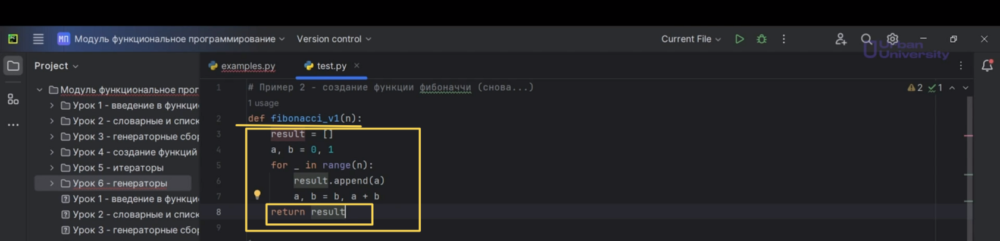 PC
МП Модуль функциональное программирование Version control Current File
Urban University
Project
examples.py test.py
Модуль функциональное прог
Урок 1 - введение в функци
Урок 2 - словарные и списк
Урок 3 - генераторные сбор
Урок 4 - создание функций
Урок 5 - итераторы
Урок 6 - генераторы
Урок 1 - введение в функци
Урок 2 - словарные и списк
Урок 3 - генераторные сбор
1 # Пример 2 - создание функции фибоначчи (снова...)
2 1
1 usage
2 def fibonacci_v1(n):
3 result = []
4 a, b = 0, 1
5 for _ in range(n):
6 result.append(a)
7 a, b = b, a + b
8 return result
9